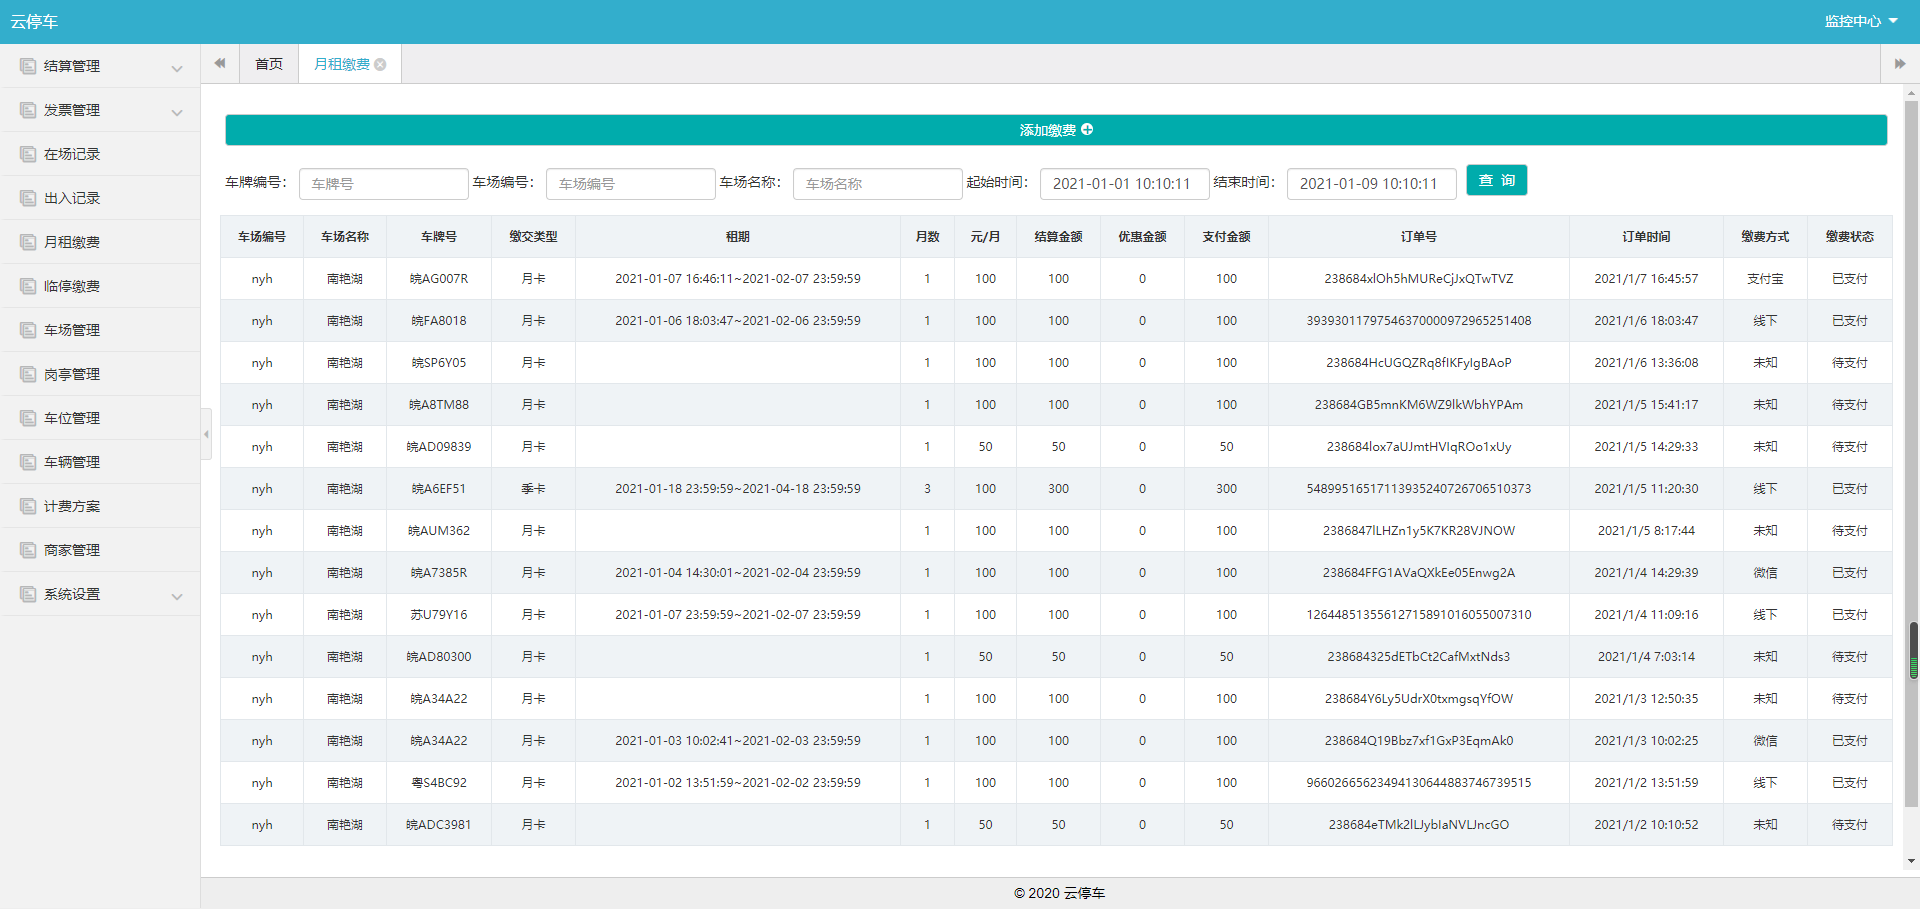 云停车
监控中心
结算管理
发票管理
在场记录
出入记录
月租缴费
临停缴费
车场管理
岗亭管理
车位管理
车辆管理
计费方案
商家管理
系统设置
首页 月租缴费
添加缴费
车牌编号： 车牌号 车场编号： 车场编号 车场名称： 车场名称 起始时间： 2021-01-01 10:10:11 结束时间： 2021-01-09 10:10:11 查 询
车场编号 车场名称 车牌号 缴交类型 租期 月数 元/月 结算金额 优惠金额 支付金额 订单号 订单时间 缴费方式 缴费状态
nyh 南艳湖 皖AG007R 月卡 2021-01-07 16:46:11~2021-02-07 23:59:59 1 100 100 0 100 238684xlOh5hMUReCjJxQTwTVZ 2021/1/7 16:45:57 支付宝 已支付
nyh 南艳湖 皖FA8018 月卡 2021-01-06 18:03:47~2021-02-06 23:59:59 1 100 100 0 100 39393011797546370000972965251408 2021/1/6 18:03:47 线下 已支付
nyh 南艳湖 皖SP6Y05 月卡 1 100 100 0 100 238684HcUGQZRq8fIKFyIgBAoP 2021/1/6 13:36:08 未知 待支付
nyh 南艳湖 皖A8TM88 月卡 1 100 100 0 100 238684GB5mnKM6WZ9lkWbhYPAm 2021/1/5 15:41:17 未知 待支付
nyh 南艳湖 皖AD09839 月卡 1 50 50 0 50 238684lox7aUJmtHVIqROo1xUy 2021/1/5 14:29:33 未知 待支付
nyh 南艳湖 皖A6EF51 季卡 2021-01-18 23:59:59~2021-04-18 23:59:59 3 100 300 0 300 54899516517113935240726706510373 2021/1/5 11:20:30 线下 已支付
nyh 南艳湖 皖AUM362 月卡 1 100 100 0 100 2386847lLHZn1y5K7KR28VJNOW 2021/1/5 8:17:44 未知 待支付
nyh 南艳湖 皖A7385R 月卡 2021-01-04 14:30:01~2021-02-04 23:59:59 1 100 100 0 100 238684FFG1AVaQXkEe05Enwg2A 2021/1/4 14:29:39 微信 已支付
nyh 南艳湖 苏U79Y16 月卡 2021-01-07 23:59:59~2021-02-07 23:59:59 1 100 100 0 100 12644851355612715891016055007310 2021/1/4 11:09:16 线下 已支付
nyh 南艳湖 皖AD80300 月卡 1 50 50 0 50 238684325dETbCt2CafMxtNds3 2021/1/4 7:03:14 未知 待支付
nyh 南艳湖 皖A34A22 月卡 1 100 100 0 100 238684Y6Ly5UdrX0txmgsqYfOW 2021/1/3 12:50:35 未知 待支付
nyh 南艳湖 皖A34A22 月卡 2021-01-03 10:02:41~2021-02-03 23:59:59 1 100 100 0 100 238684Q19Bbz7xf1GxP3EqmAk0 2021/1/3 10:02:25 微信 已支付
nyh 南艳湖 粤S4BC92 月卡 2021-01-02 13:51:59~2021-02-02 23:59:59 1 100 100 0 100 96602665623494130644883746739515 2021/1/2 13:51:59 线下 已支付
nyh 南艳湖 皖ADC3981 月卡 1 50 50 0 50 238684eTMk2lLJybIaNVLJncGO 2021/1/2 10:10:52 未知 待支付
© 2020 云停车